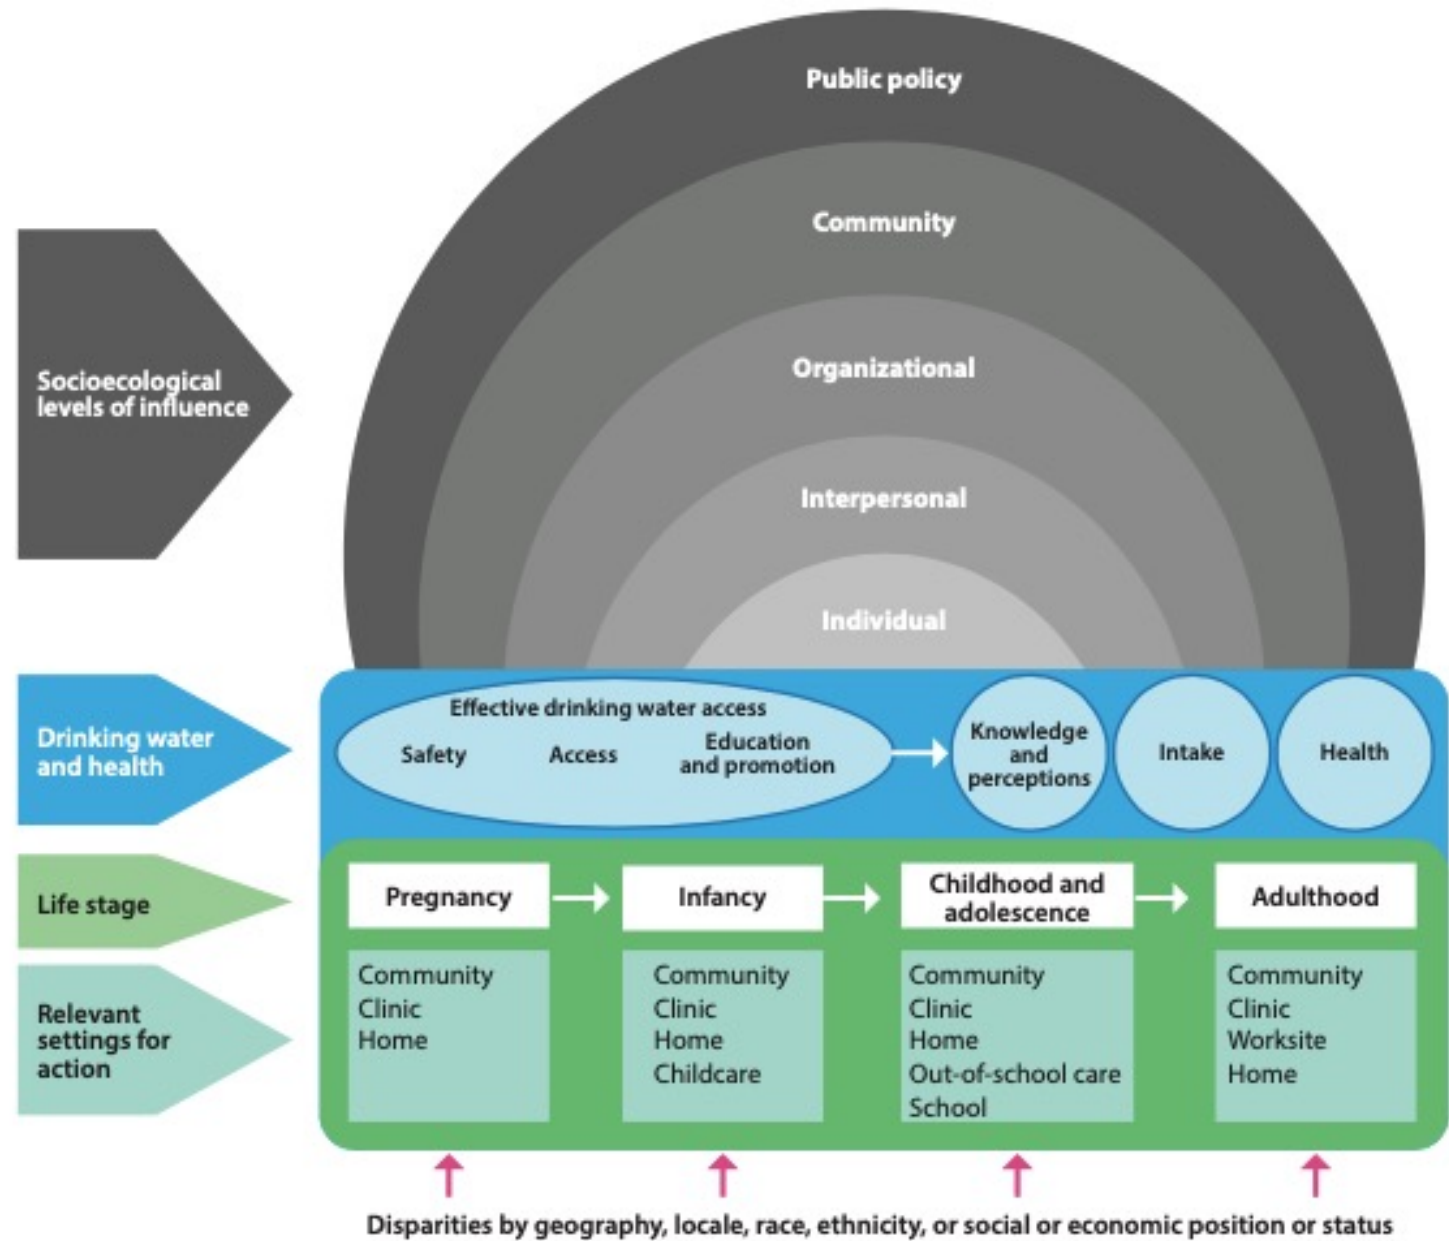 Public policy
Community
Organizational
Interpersonal
Individual
Socioecological
levels of influence
Drinking water
and health
Effective drinking water access
Safety
Access
Education
and promotion
Knowledge
and
perceptions
Intake
Health
Life stage
Pregnancy
Infancy
Childhood and
adolescence
Adulthood
Relevant
settings for
action
Community
Clinic
Home
Community
Clinic
Home
Childcare
Community
Clinic
Home
Out-of-school care
School
Community
Clinic
Worksite
Home
Disparities by geography, locale, race, ethnicity, or social or economic position or status